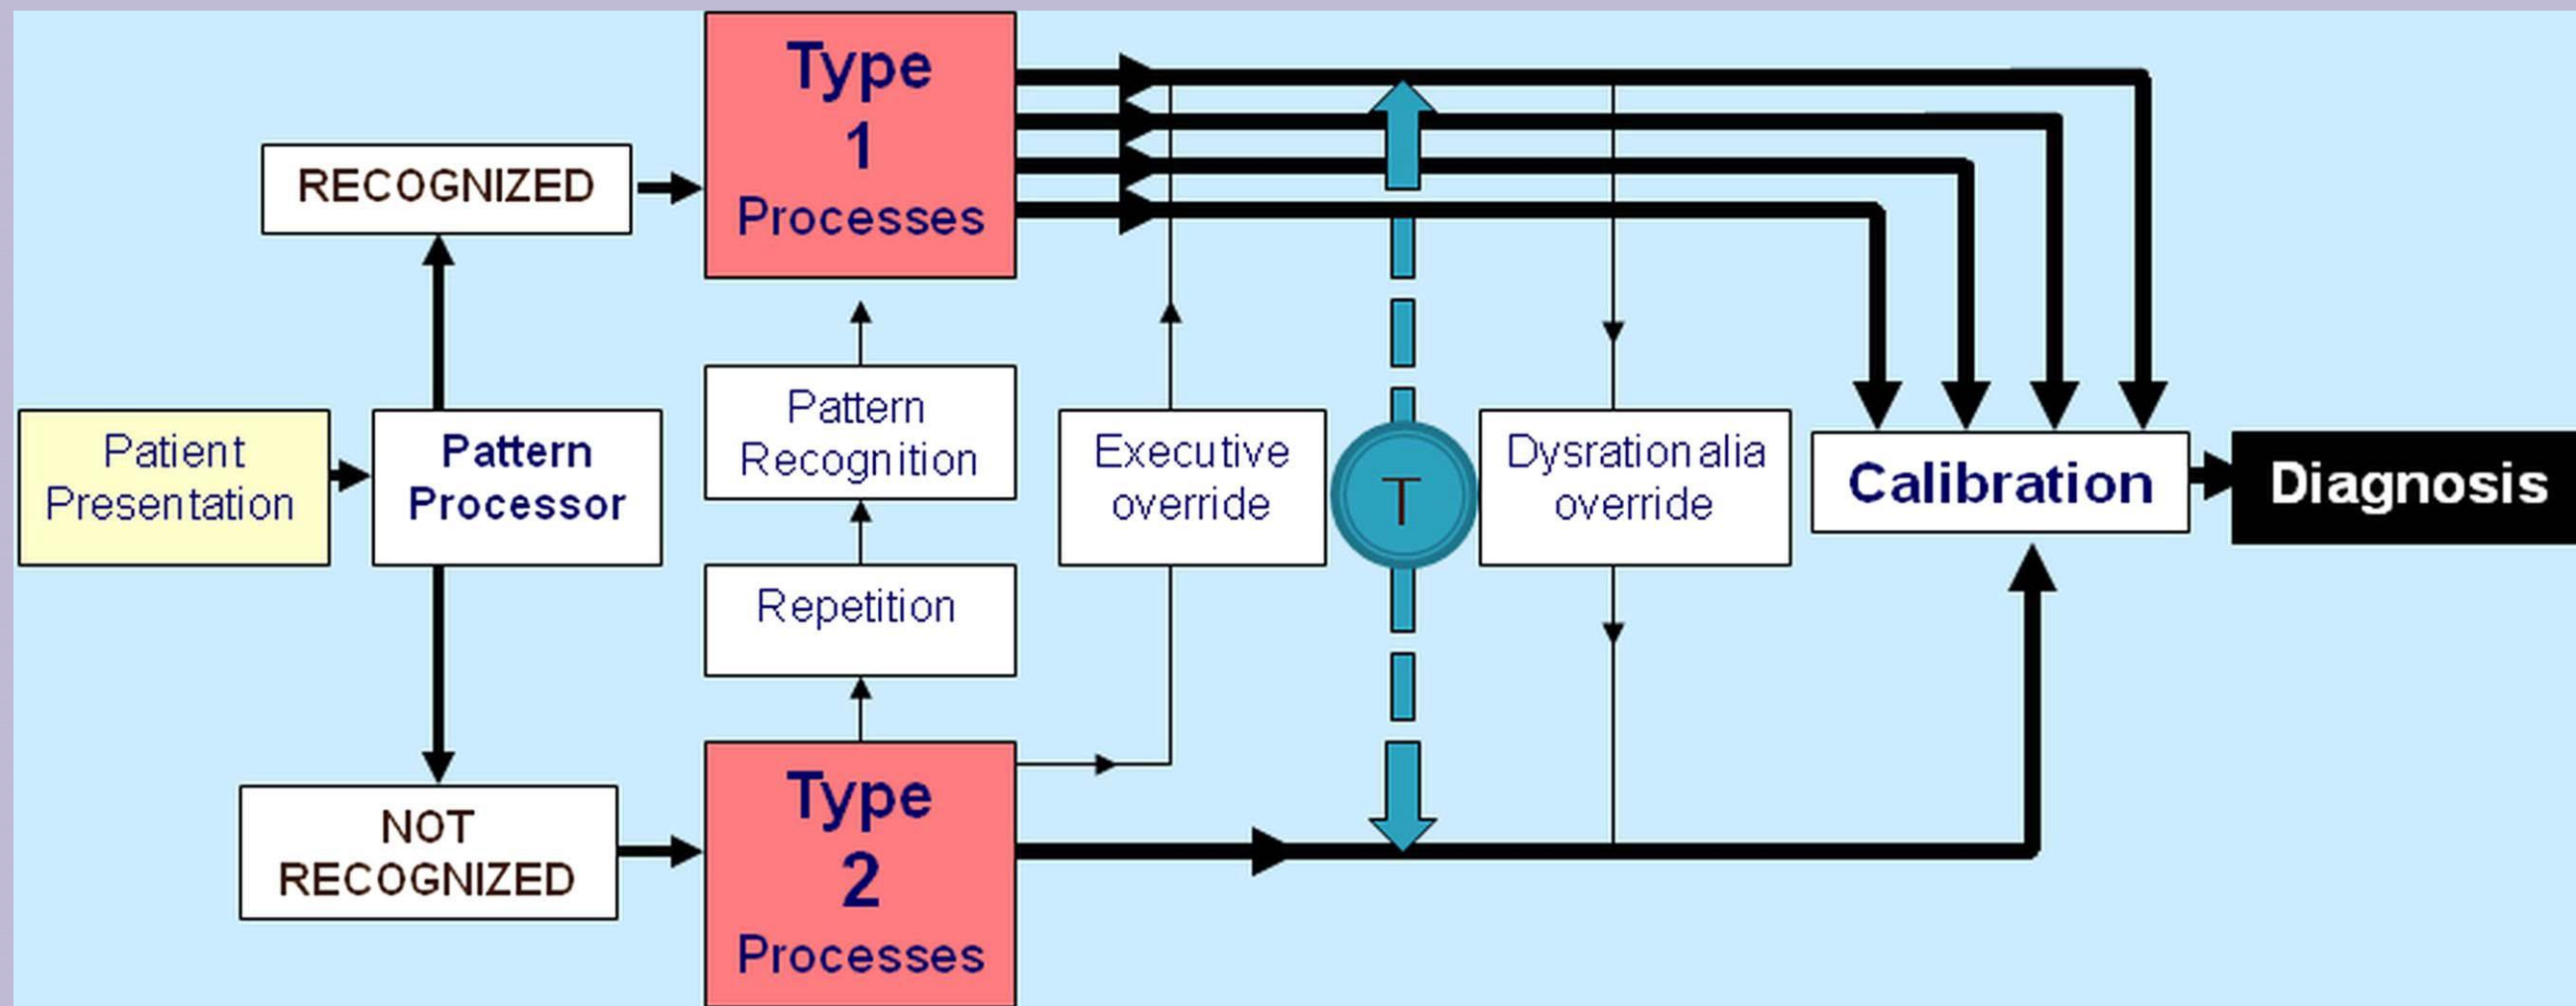 Type
1
Processes
RECOGNIZED
Patient
Presentation
Pattern
Processor
Pattern
Recognition
Repetition
Executive
override
T
Dysrationalia
override
Calibration
Diagnosis
NOT
RECOGNIZED
Type
2
Processes